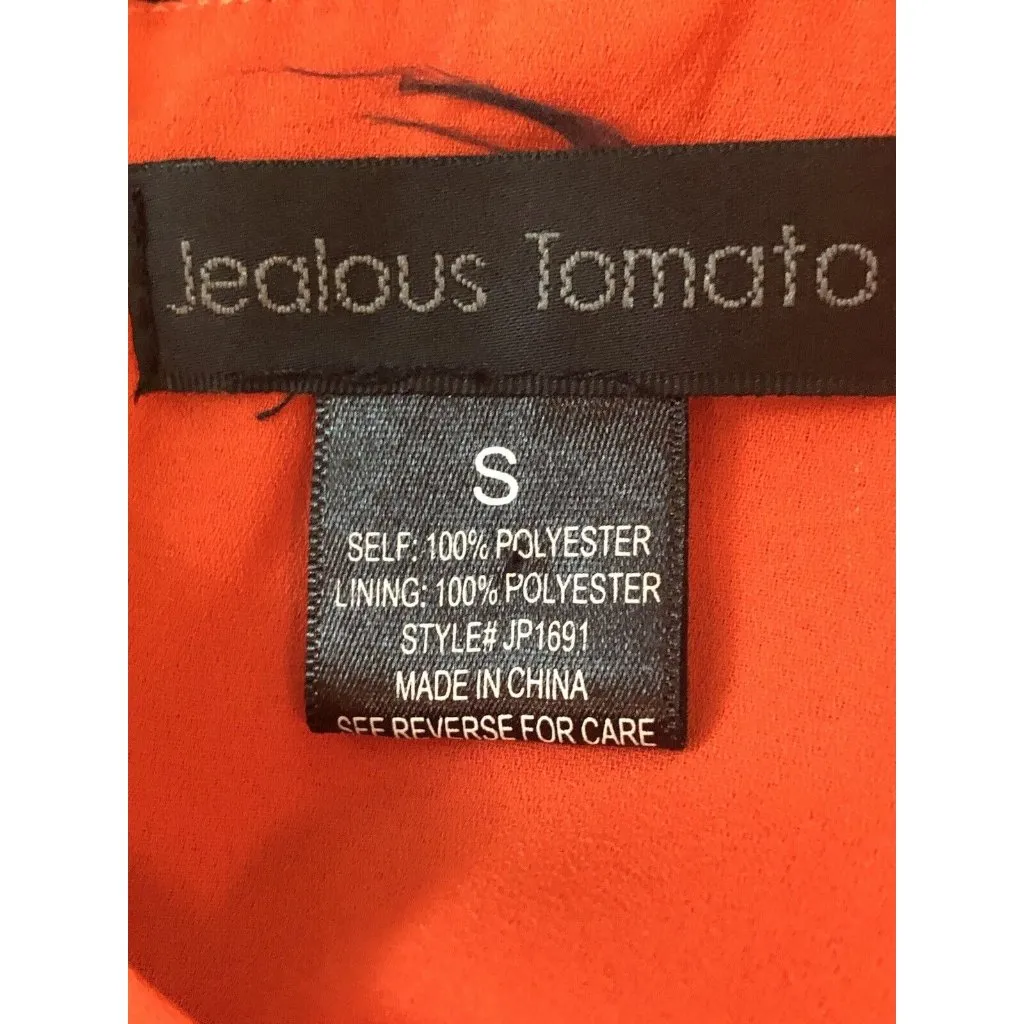 Jealous Tomato
S
SELF: 100% POLYESTER
LINING: 100% POLYESTER
STYLE# JP1691
MADE IN CHINA
SEE REVERSE FOR CARE